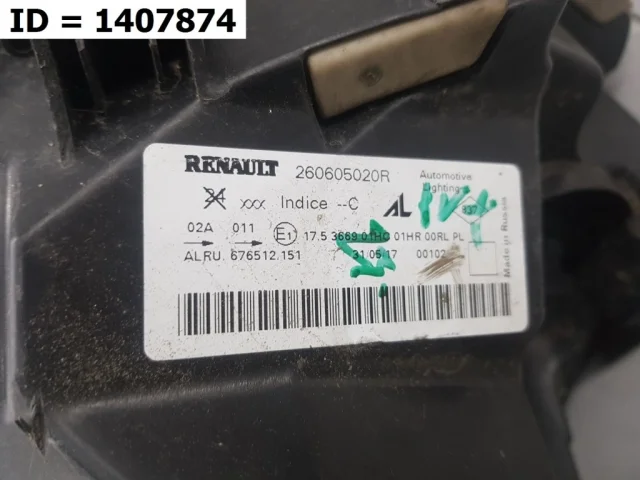 ID = 1407874
RENAULT 260605020R Automotive Lighting
24 xxx Indice --C AL
02A 011 E1 17.5 3669 01HC 01HR 00RL PL
ALRU. 676512.151 31/05/17 00102
Made in Russia